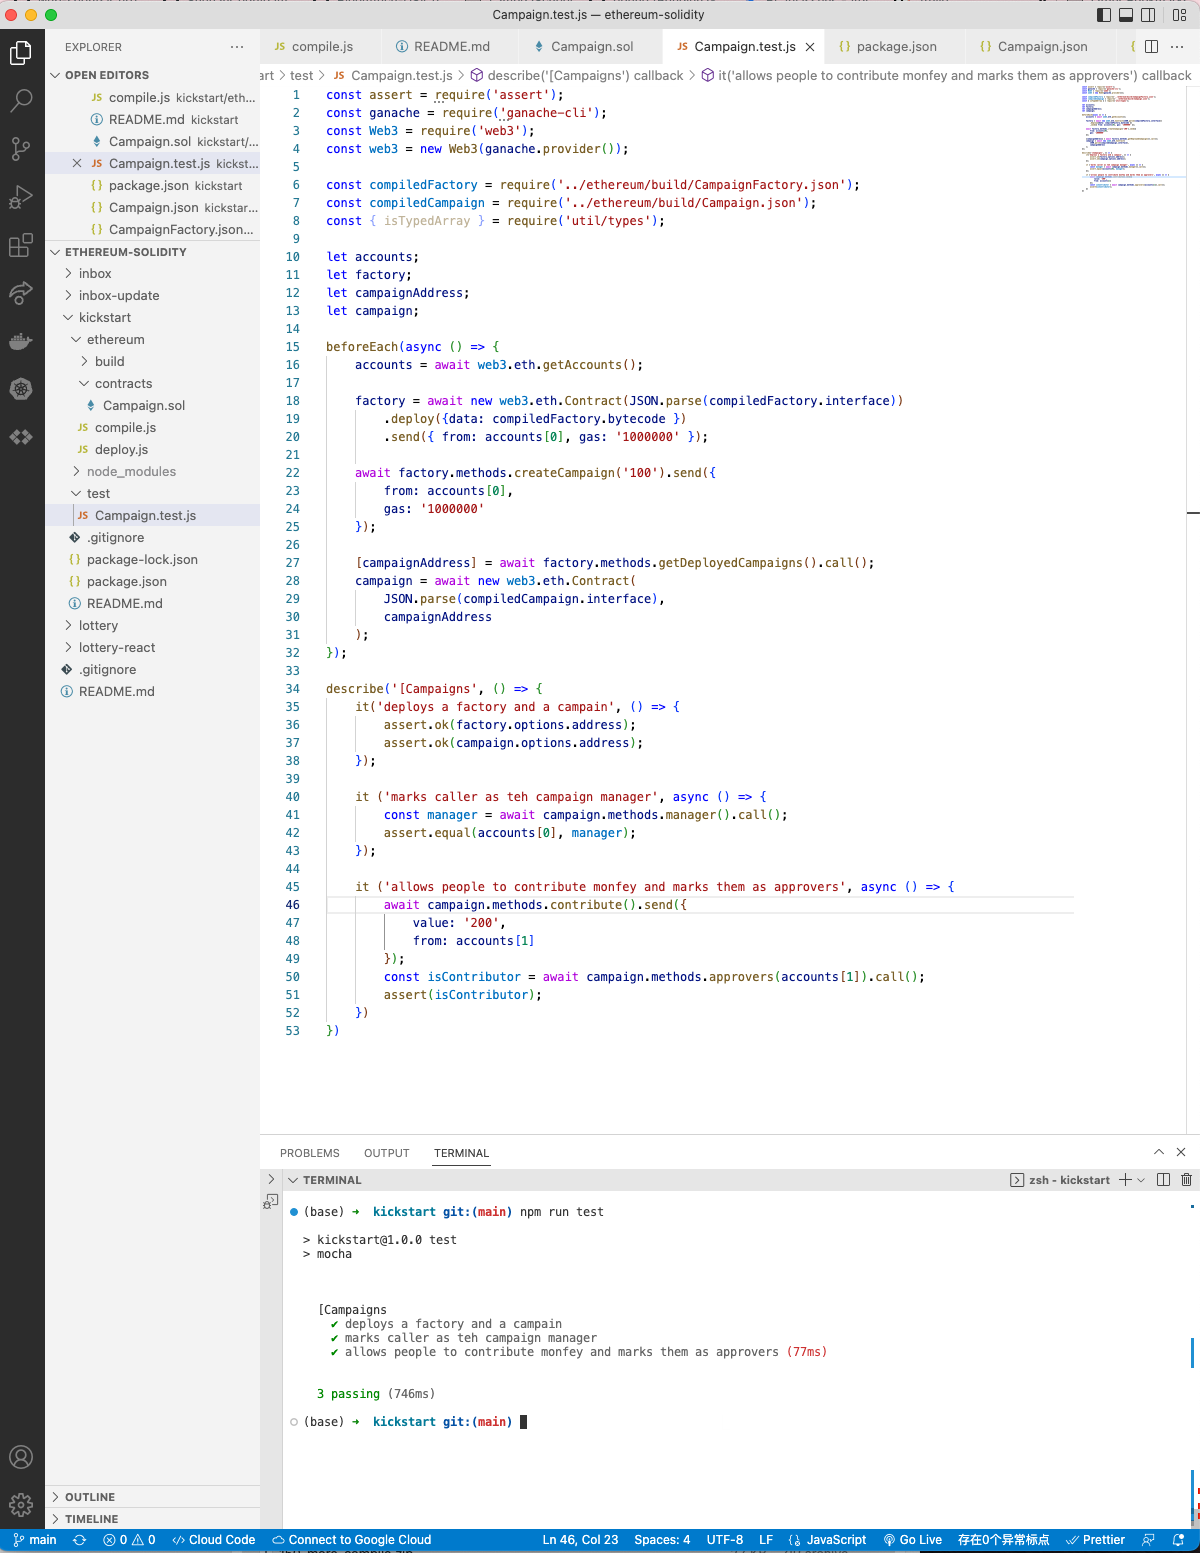 Campaign.test.js — ethereum-solidity
EXPLORER
OPEN EDITORS
JS compile.js kickstart/eth...
README.md kickstart
Campaign.sol kickstart/...
JS Campaign.test.js kickst...
{} package.json kickstart
{} Campaign.json kickstar...
{} CampaignFactory.json...
ETHEREUM-SOLIDITY
inbox
inbox-update
kickstart
ethereum
build
contracts
Campaign.sol
JS compile.js
JS deploy.js
node_modules
test
JS Campaign.test.js
.gitignore
{} package-lock.json
{} package.json
README.md
lottery
lottery-react
.gitignore
README.md
OUTLINE
TIMELINE
JS compile.js
README.md
Campaign.sol
JS Campaign.test.js
{} package.json
{} Campaign.json
art > test > JS Campaign.test.js > describe('[Campaigns') callback > it('allows people to contribute monfey and marks them as approvers') callback
1 const assert = require('assert');
2 const ganache = require('ganache-cli');
3 const Web3 = require('web3');
4 const web3 = new Web3(ganache.provider());
5
6 const compiledFactory = require('../ethereum/build/CampaignFactory.json');
7 const compiledCampaign = require('../ethereum/build/Campaign.json');
8 const { isTypedArray } = require('util/types');
9
10 let accounts;
11 let factory;
12 let campaignAddress;
13 let campaign;
14
15 beforeEach(async () => {
16 accounts = await web3.eth.getAccounts();
17
18 factory = await new web3.eth.Contract(JSON.parse(compiledFactory.interface))
19 .deploy({data: compiledFactory.bytecode })
20 .send({ from: accounts[0], gas: '1000000' });
21
22 await factory.methods.createCampaign('100').send({
23 from: accounts[0],
24 gas: '1000000'
25 });
26
27 [campaignAddress] = await factory.methods.getDeployedCampaigns().call();
28 campaign = await new web3.eth.Contract(
29 JSON.parse(compiledCampaign.interface),
30 campaignAddress
31 );
32 });
33
34 describe('[Campaigns', () => {
35 it('deploys a factory and a campain', () => {
36 assert.ok(factory.options.address);
37 assert.ok(campaign.options.address);
38 });
39
40 it ('marks caller as teh campaign manager', async () => {
41 const manager = await campaign.methods.manager().call();
42 assert.equal(accounts[0], manager);
43 });
44
45 it ('allows people to contribute monfey and marks them as approvers', async () => {
46 await campaign.methods.contribute().send({
47 value: '200',
48 from: accounts[1]
49 });
50 const isContributor = await campaign.methods.approvers(accounts[1]).call();
51 assert(isContributor);
52 })
53 })
PROBLEMS OUTPUT TERMINAL
TERMINAL
zsh - kickstart
(base) ➜ kickstart git:(main) npm run test
> kickstart@1.0.0 test
> mocha
[Campaigns
✔ deploys a factory and a campain
✔ marks caller as teh campaign manager
✔ allows people to contribute monfey and marks them as approvers (77ms)
3 passing (746ms)
(base) ➜ kickstart git:(main)
main 0 0 Cloud Code Connect to Google Cloud Ln 46, Col 23 Spaces: 4 UTF-8 LF {} JavaScript Go Live 存在0个异常标点 Prettier